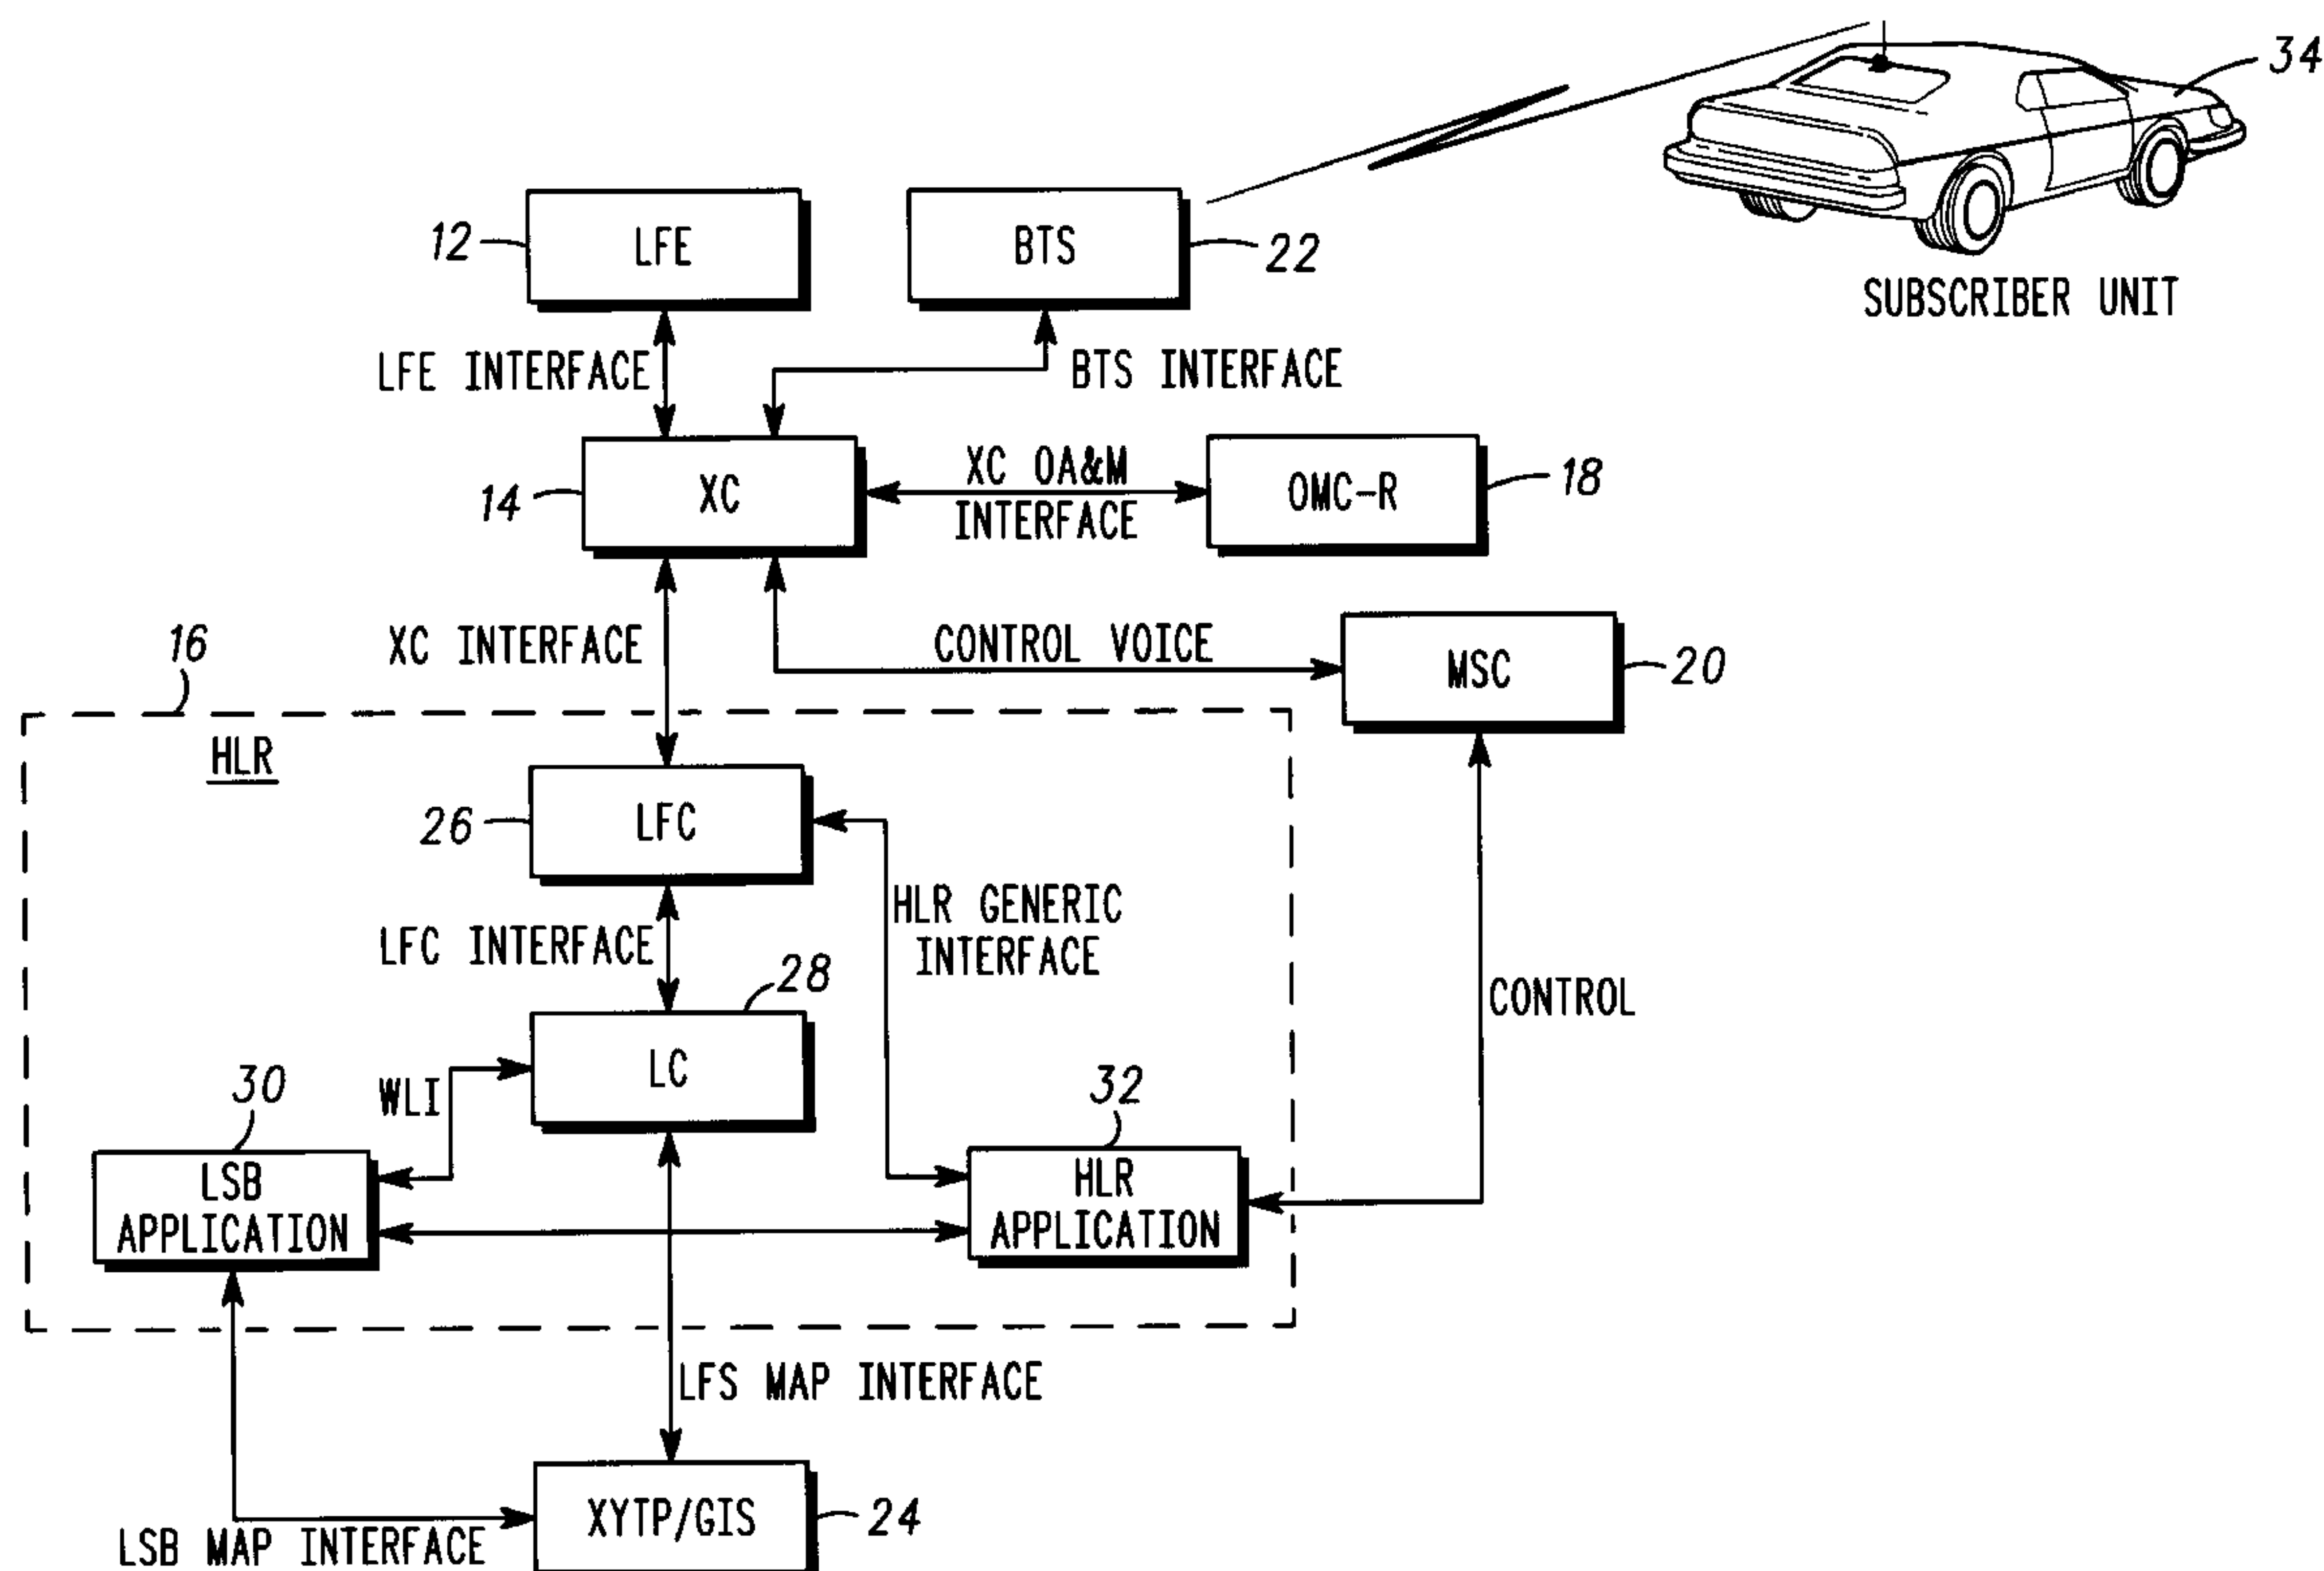 34
12
LFE
BTS
22
SUBSCRIBER UNIT
LFE INTERFACE
BTS INTERFACE
14
XC
XC OA&M
INTERFACE
OMC-R
18
16
XC INTERFACE
CONTROL VOICE
MSC
20
HLR
26
LFC
HLR GENERIC
INTERFACE
LFC INTERFACE
28
CONTROL
LC
30
WLI
32
LSB
APPLICATION
HLR
APPLICATION
LFS MAP INTERFACE
XYTP/GIS
24
LSB MAP INTERFACE